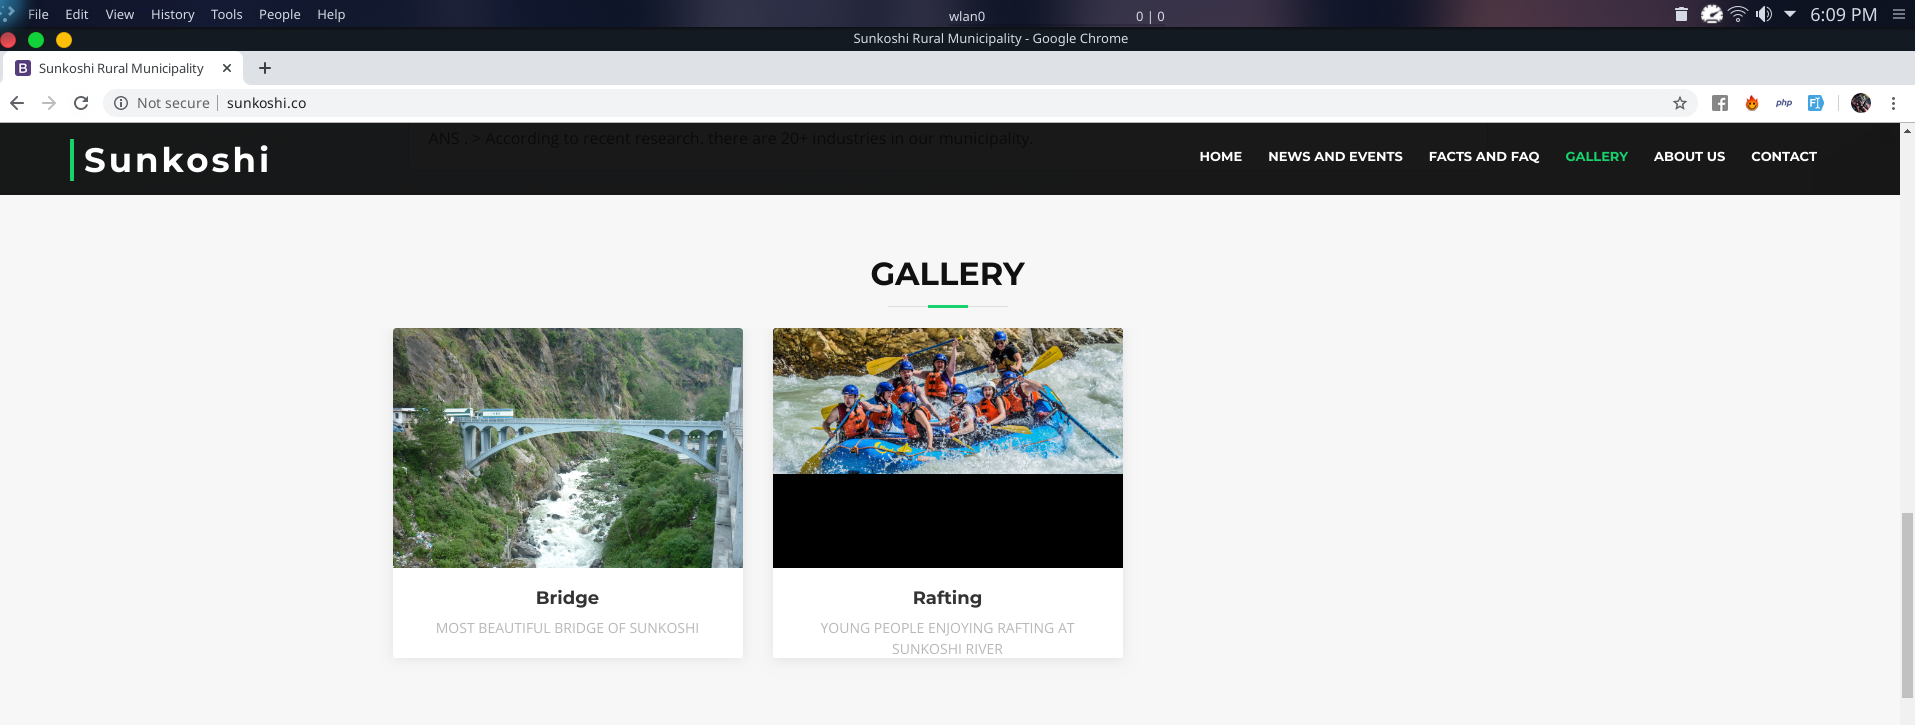 File Edit View History Tools People Help wlan0 0 | 0 6:09 PM
Sunkoshi Rural Municipality - Google Chrome
B Sunkoshi Rural Municipality
Not secure sunkoshi.co f php F
ANS . > According to recent research. there are 20+ industries in our municipality.
Sunkoshi HOME NEWS AND EVENTS FACTS AND FAQ GALLERY ABOUT US CONTACT
GALLERY
Bridge
MOST BEAUTIFUL BRIDGE OF SUNKOSHI
Rafting
YOUNG PEOPLE ENJOYING RAFTING AT
SUNKOSHI RIVER